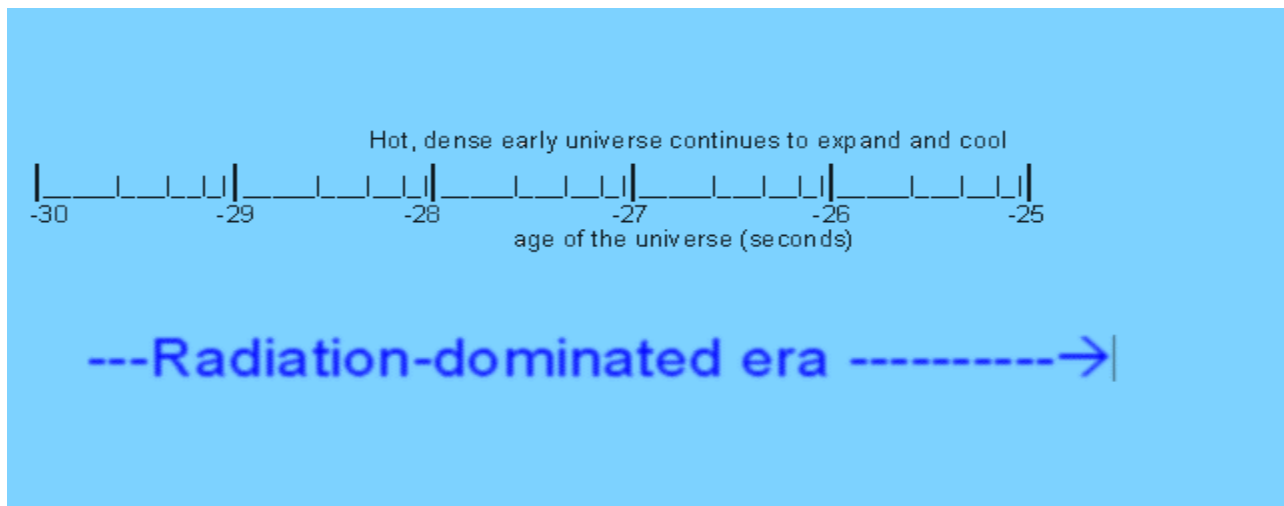 Hot, dense early universe continues to expand and cool
-30 -29 -28 -27 -26 -25
age of the universe (seconds)
---Radiation-dominated era ----------→